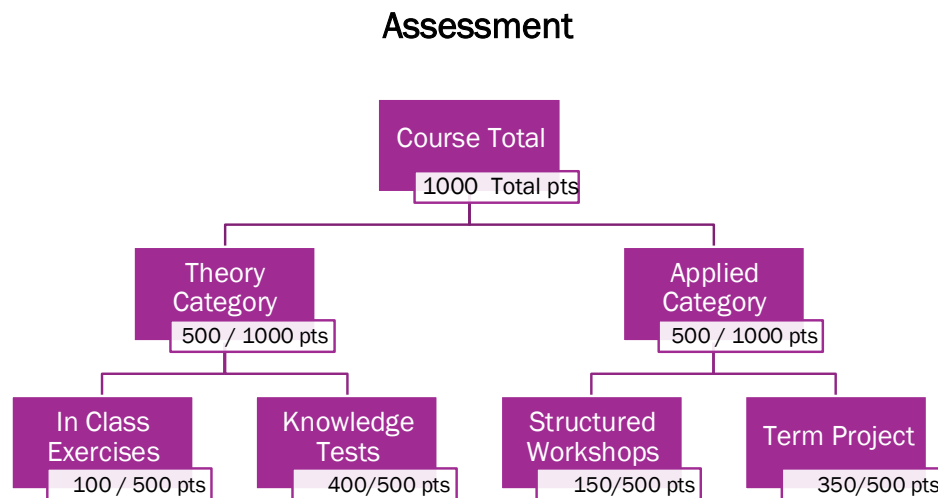 Assessment
Course Total
1000 Total pts
Theory
Category
500 / 1000 pts
Applied
Category
500 / 1000 pts
In Class
Exercises
100 / 500 pts
Knowledge
Tests
400/500 pts
Structured
Workshops
150/500 pts
Term Project
350/500 pts